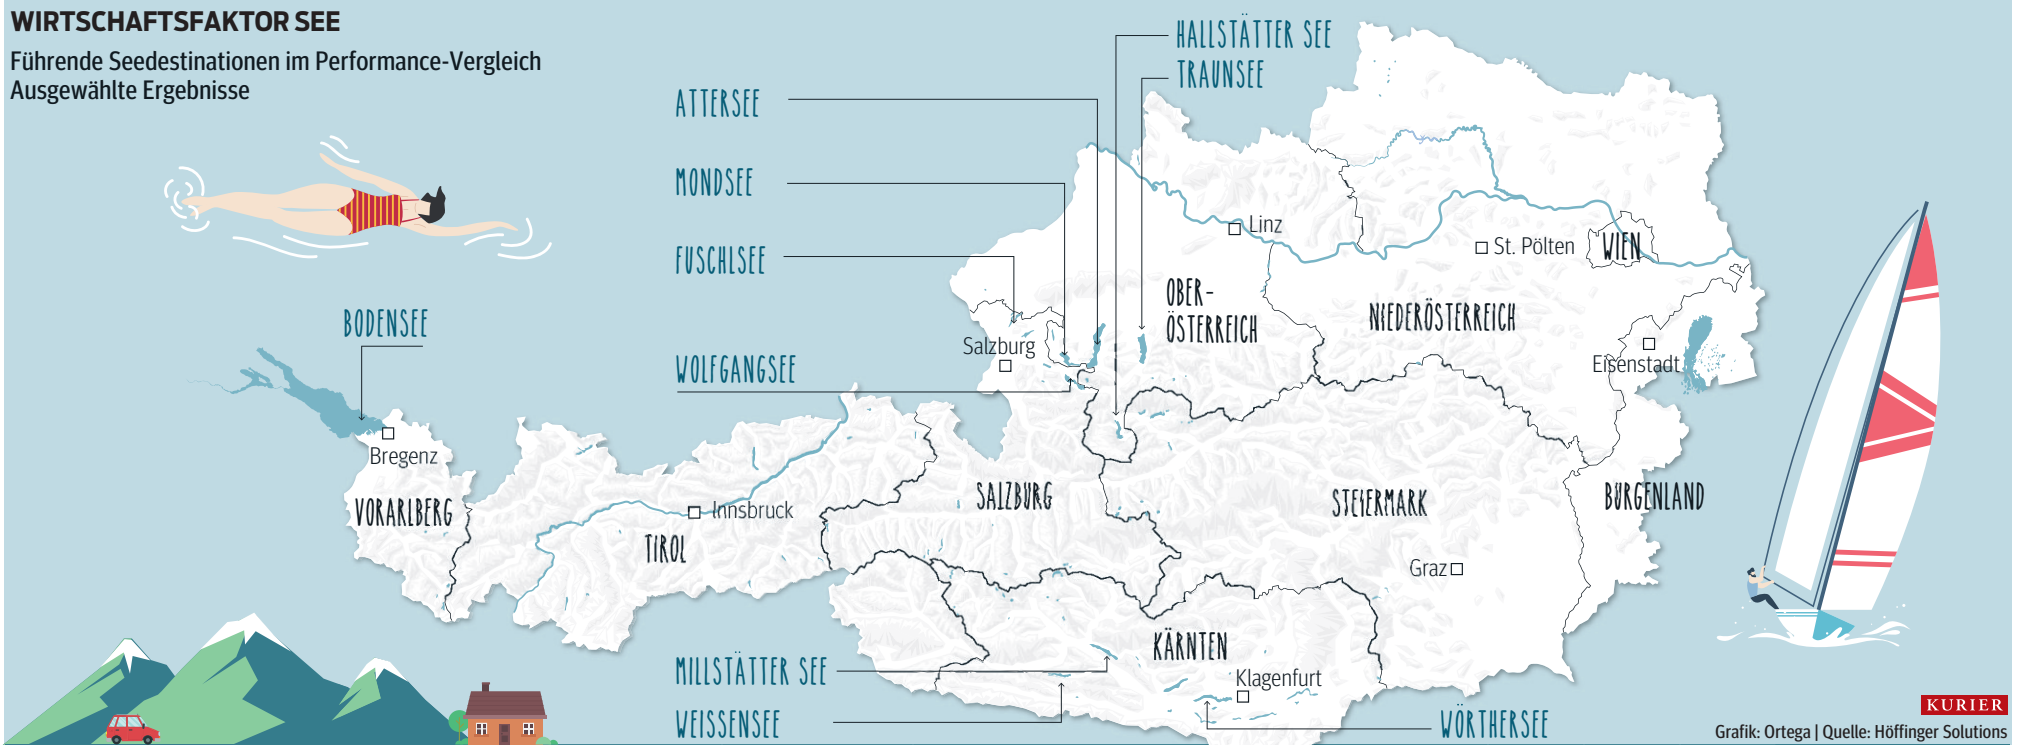 WIRTSCHAFTSFAKTOR SEE
Führende Seedestinationen im Performance-Vergleich
Ausgewählte Ergebnisse
HALLSTÄTTER SEE
TRAUNSEE
ATTERSEE
MONDSEE
FUSCHLSEE
WOLFGANGSEE
BODENSEE
Linz
St. Pölten
WIEN
OBER-
ÖSTERREICH
NIEDERÖSTERREICH
Salzburg
Eisenstadt
Bregenz
VORARLBERG
Innsbruck
TIROL
SALZBURG
STEIERMARK
BURGENLAND
Graz
KÄRNTEN
Klagenfurt
MILLSTÄTTER SEE
WEISSENSEE
WÖRTHERSEE
KURIER
Grafik: Ortega | Quelle: Höffinger Solutions